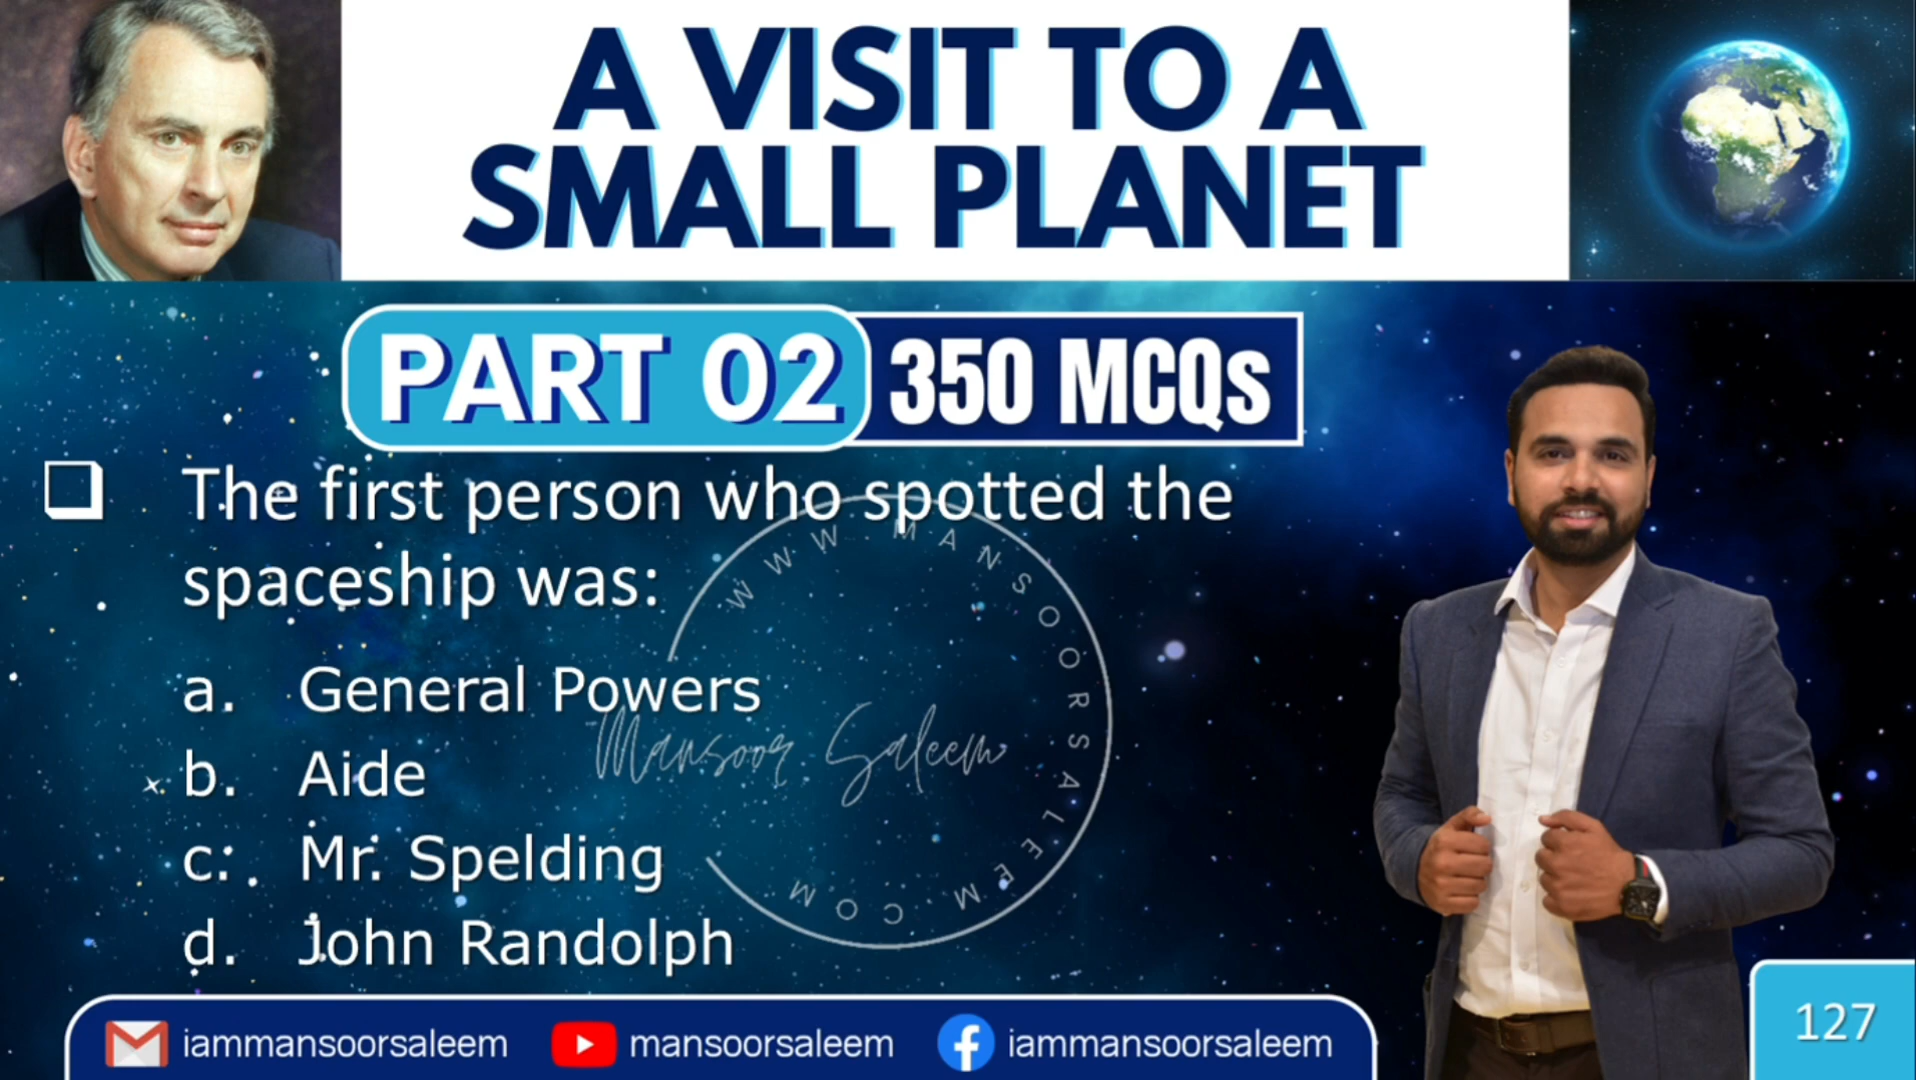 A VISIT TO A
SMALL PLANET
PART 02 350 MCQs
❑ The first person who spotted the
spaceship was:
a. General Powers
b. Aide
c. Mr. Spelding
d. John Randolph
WWW.MANSOORSALEEM.COM
Mansoor Saleem
iammansoorsaleem mansoorsaleem iammansoorsaleem
127